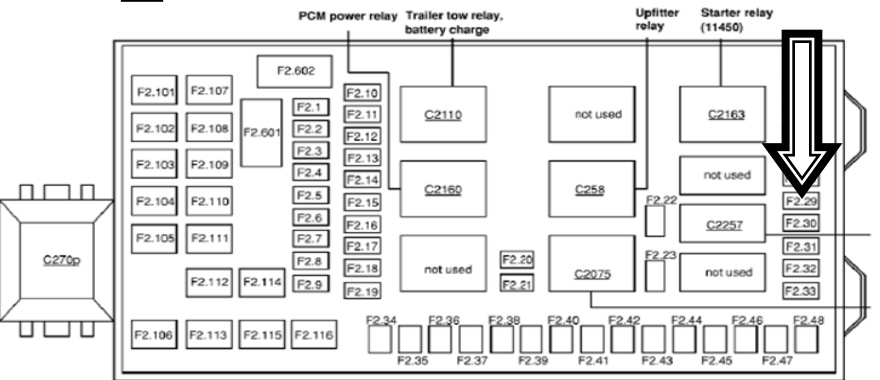 PCM power relay
Trailer tow relay,
battery charge
Upfitter
relay
Starter relay
(11450)
F2.602
F2.101
F2.107
F2.10
F2.601
F2.1
F2.11
C2110
not used
C2163
F2.102
F2.108
F2.2
F2.12
F2.3
F2.13
F2.103
F2.109
F2.4
F2.14
not used
F2.5
F2.15
C2160
C258
F2.22
F2.29
F2.104
F2.110
F2.6
F2.16
C2257
F2.30
F2.105
F2.111
F2.7
F2.17
F2.31
C270p
F2.8
F2.18
not used
F2.20
C2075
F2.23
not used
F2.32
F2.112
F2.114
F2.9
F2.19
F2.21
F2.33
F2.34
F2.36
F2.38
F2.40
F2.42
F2.44
F2.46
F2.48
F2.106
F2.113
F2.115
F2.116
F2.35
F2.37
F2.39
F2.41
F2.43
F2.45
F2.47